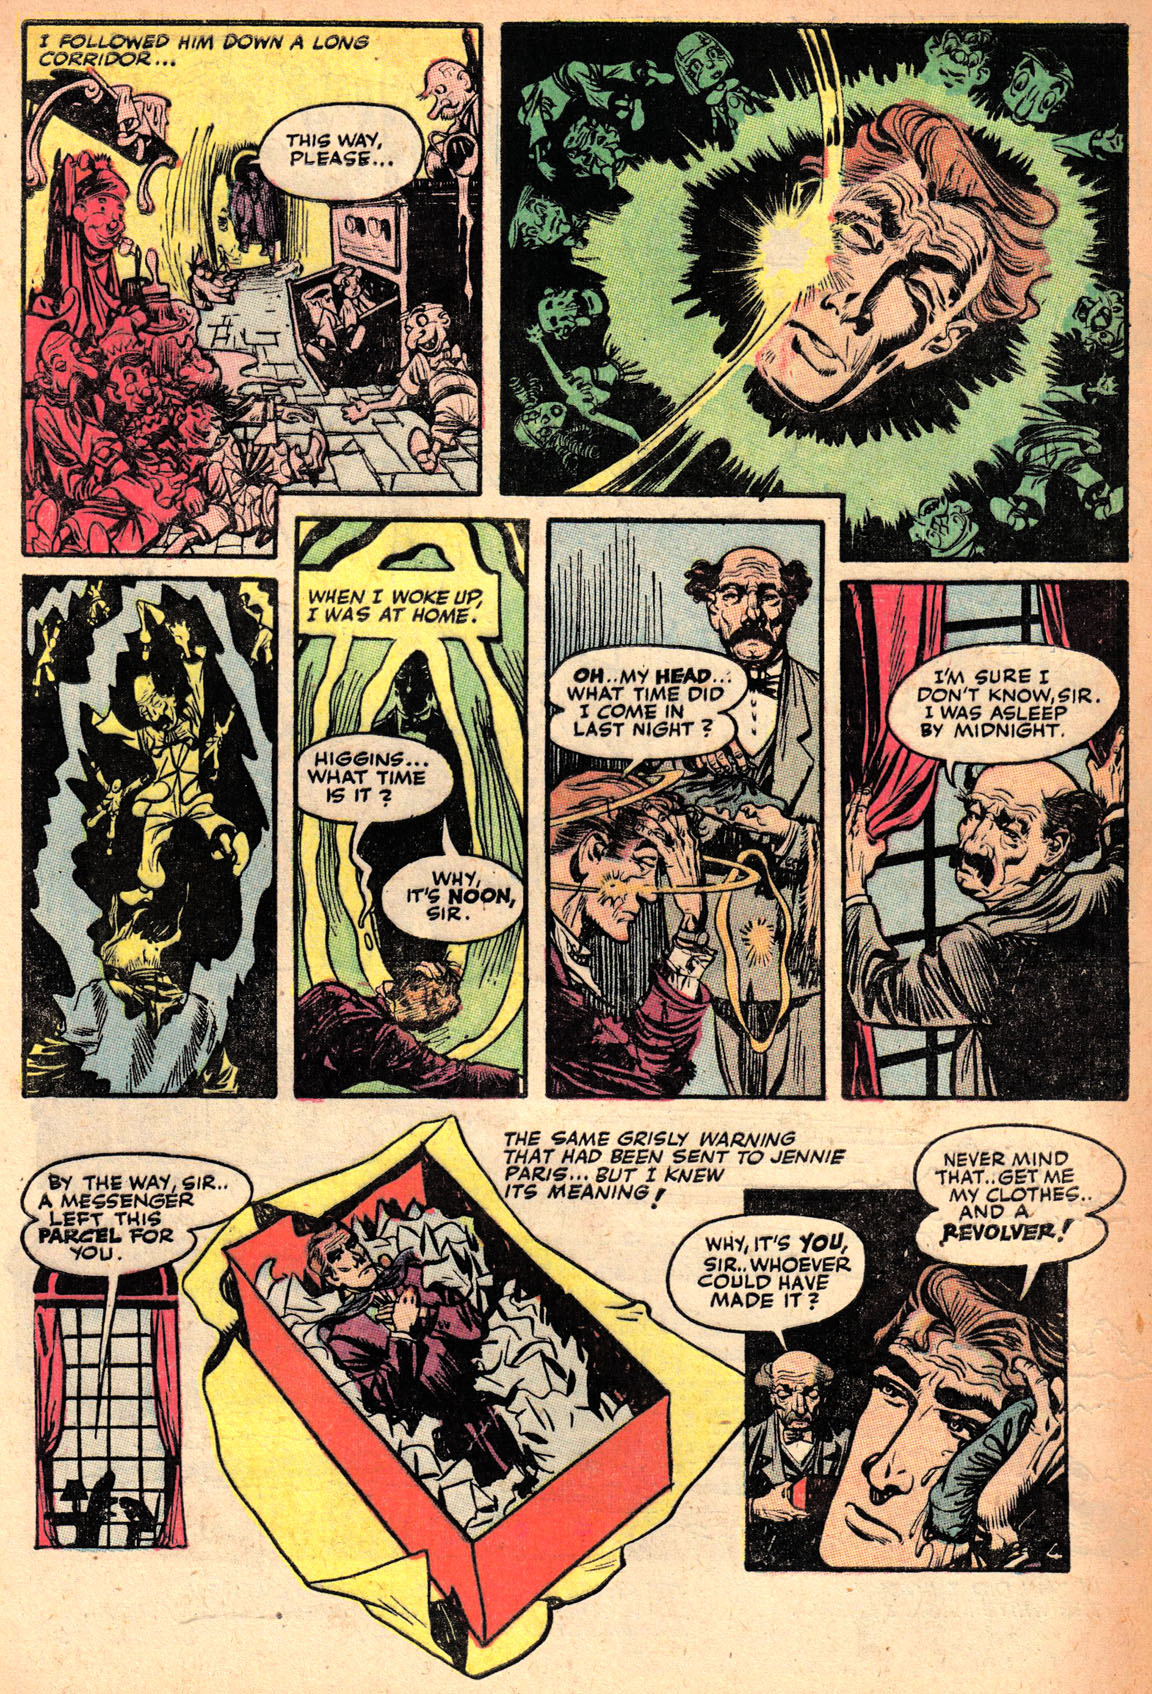 I FOLLOWED HIM DOWN A LONG
CORRIDOR...
THIS WAY,
PLEASE...
WHEN I WOKE UP,
I WAS AT HOME.
HIGGINS...
WHAT TIME
IS IT?
WHY,
IT'S NOON,
SIR.
OH..MY HEAD...
WHAT TIME DID
I COME IN
LAST NIGHT?
I'M SURE I
DON'T KNOW, SIR.
I WAS ASLEEP
BY MIDNIGHT.
BY THE WAY, SIR..
A MESSENGER
LEFT THIS
PARCEL FOR
YOU.
THE SAME GRISLY WARNING
THAT HAD BEEN SENT TO JENNIE
PARIS... BUT I KNEW
ITS MEANING!
WHY, IT'S YOU,
SIR.. WHOEVER
COULD HAVE
MADE IT?
NEVER MIND
THAT..GET ME
MY CLOTHES..
AND A
REVOLVER!
4